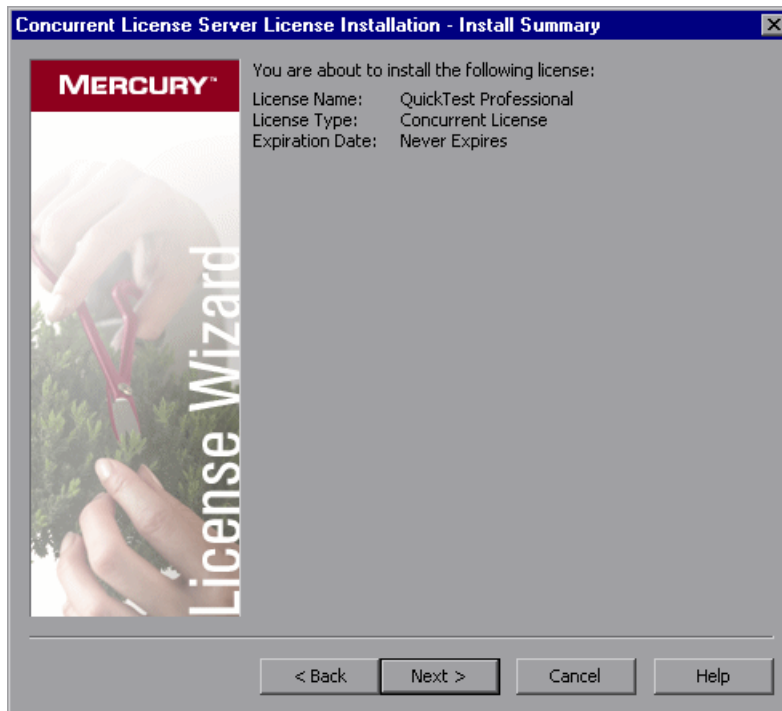 Concurrent License Server License Installation - Install Summary
MERCURY™
License Wizard
You are about to install the following license:
License Name: QuickTest Professional
License Type: Concurrent License
Expiration Date: Never Expires
< Back Next > Cancel Help